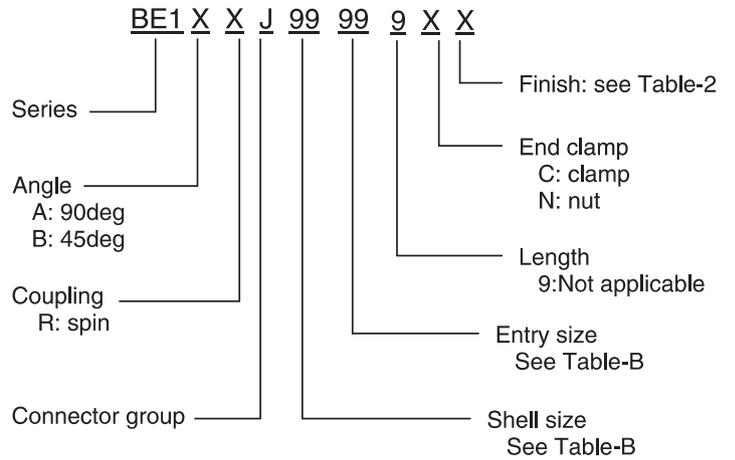 BE1 X X J 99 99 9 X X
Series
Angle
A: 90deg
B: 45deg
Coupling
R: spin
Connector group
Finish: see Table-2
End clamp
C: clamp
N: nut
Length
9:Not applicable
Entry size
See Table-B
Shell size
See Table-B